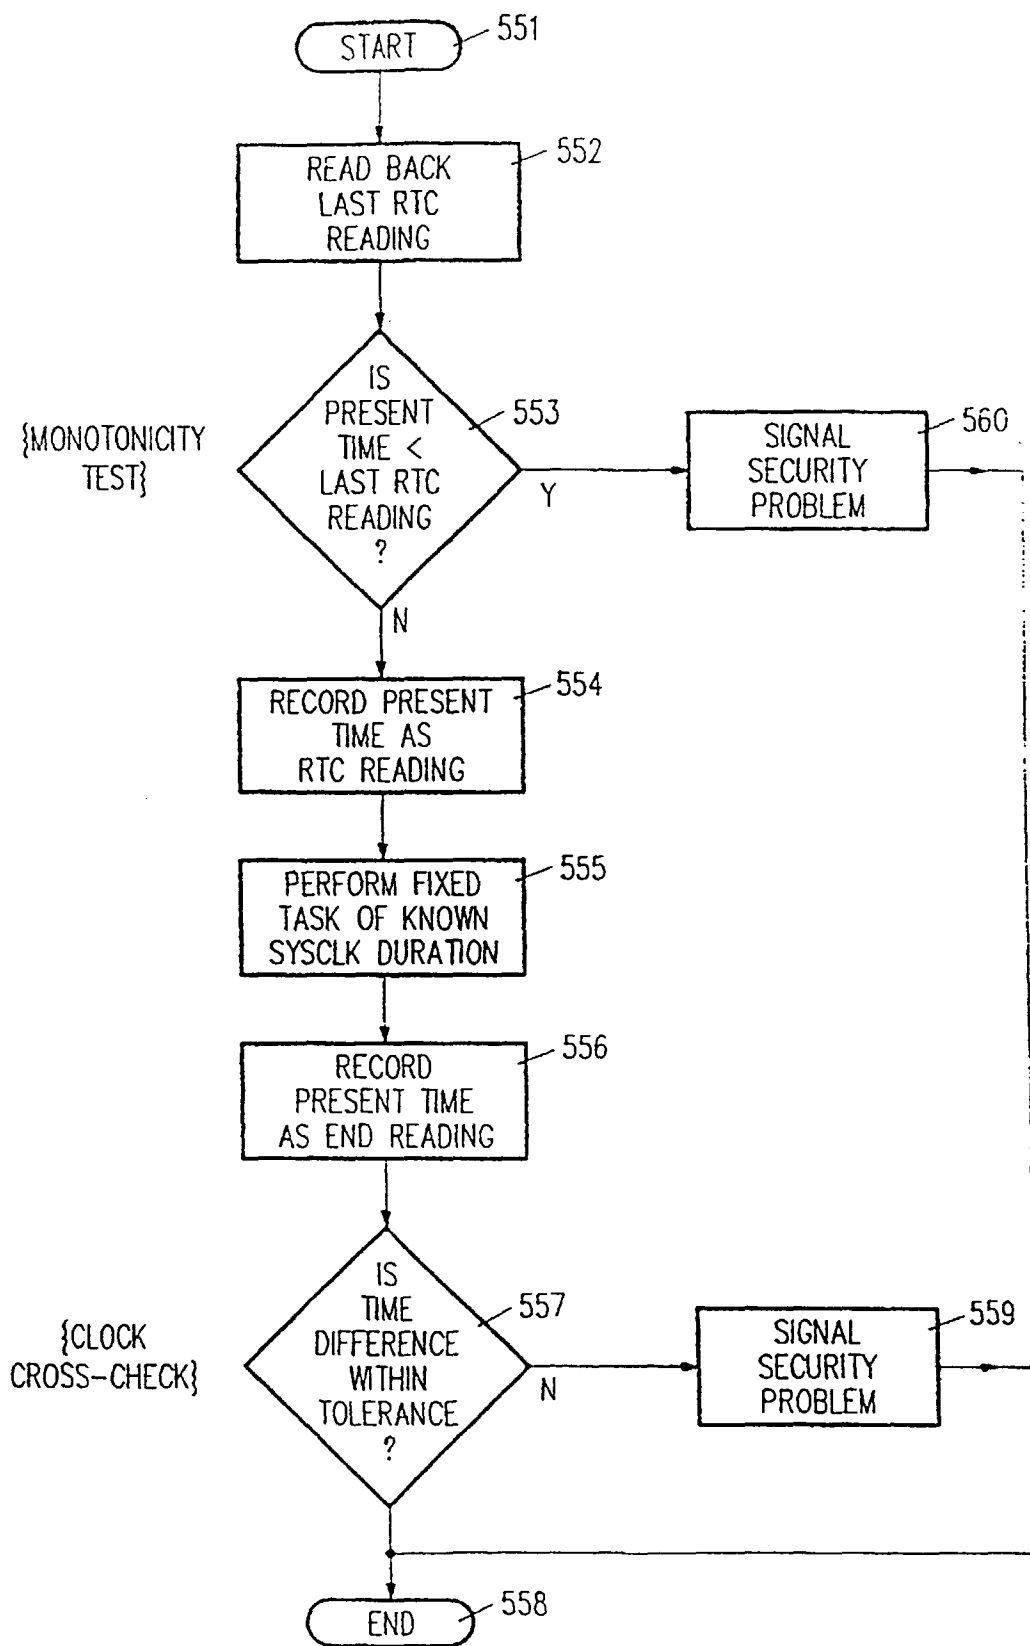 START
551
READ BACK
LAST RTC
READING
552
{MONOTONICITY
TEST}
IS
PRESENT
TIME <
LAST RTC
READING
?
553
Y
SIGNAL
SECURITY
PROBLEM
560
N
RECORD PRESENT
TIME AS
RTC READING
554
PERFORM FIXED
TASK OF KNOWN
SYSCLK DURATION
555
RECORD
PRESENT TIME
AS END READING
556
{CLOCK
CROSS-CHECK}
IS
TIME
DIFFERENCE
WITHIN
TOLERANCE
?
557
N
SIGNAL
SECURITY
PROBLEM
559
END
558